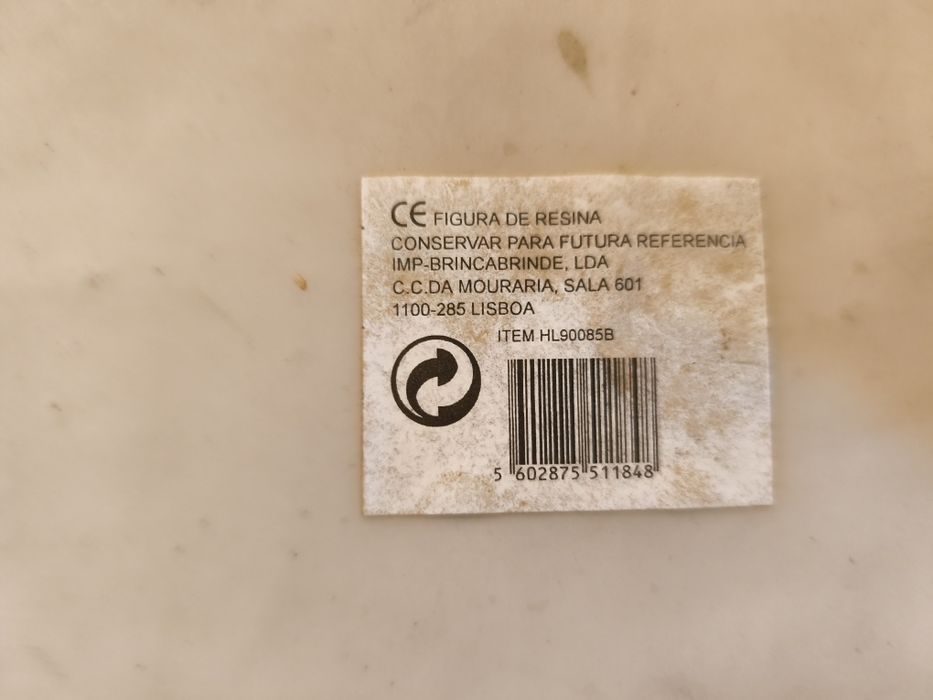 CE FIGURA DE RESINA
CONSERVAR PARA FUTURA REFERENCIA
IMP-BRINCABRINDE, LDA
C.C.DA MOURARIA, SALA 601
1100-285 LISBOA
ITEM HL90085B
5 602875 511848